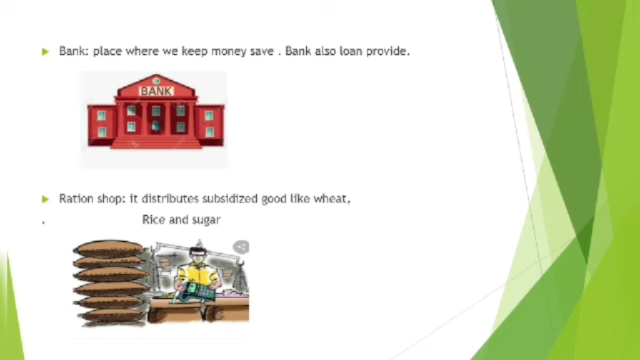 Bank: place where we keep money save . Bank also loan provide.
BANK
Ration shop: it distributes subsidized good like wheat,
. Rice and sugar